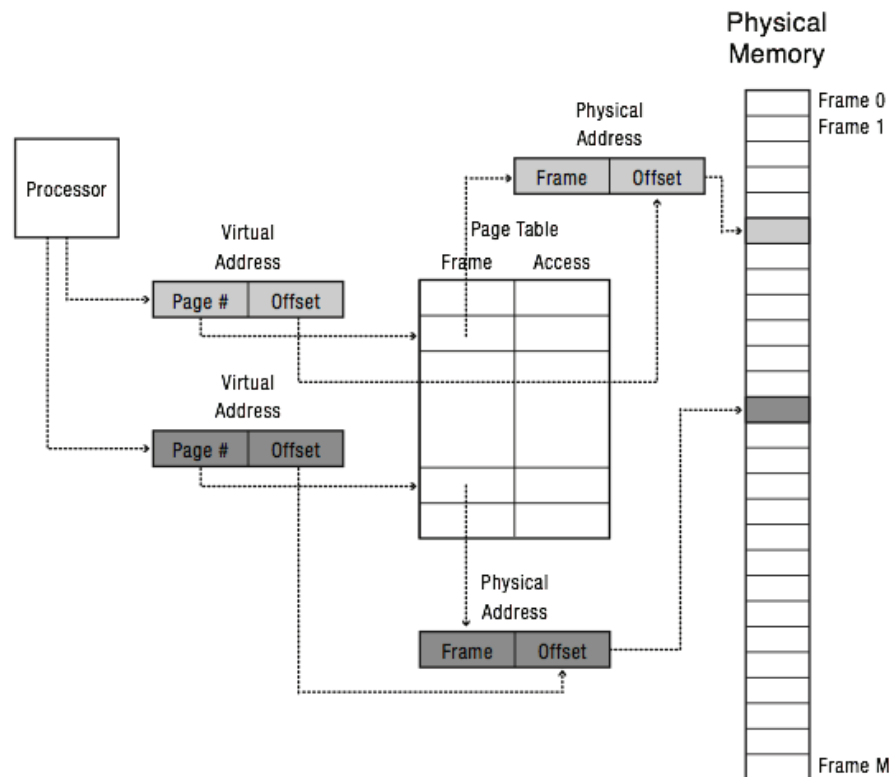 Physical
Memory
Frame 0
Frame 1
Physical
Address
Frame Offset
Processor
Virtual
Address
Page # Offset
Page Table
Frame Access
Virtual
Address
Page # Offset
Physical
Address
Frame Offset
Frame M